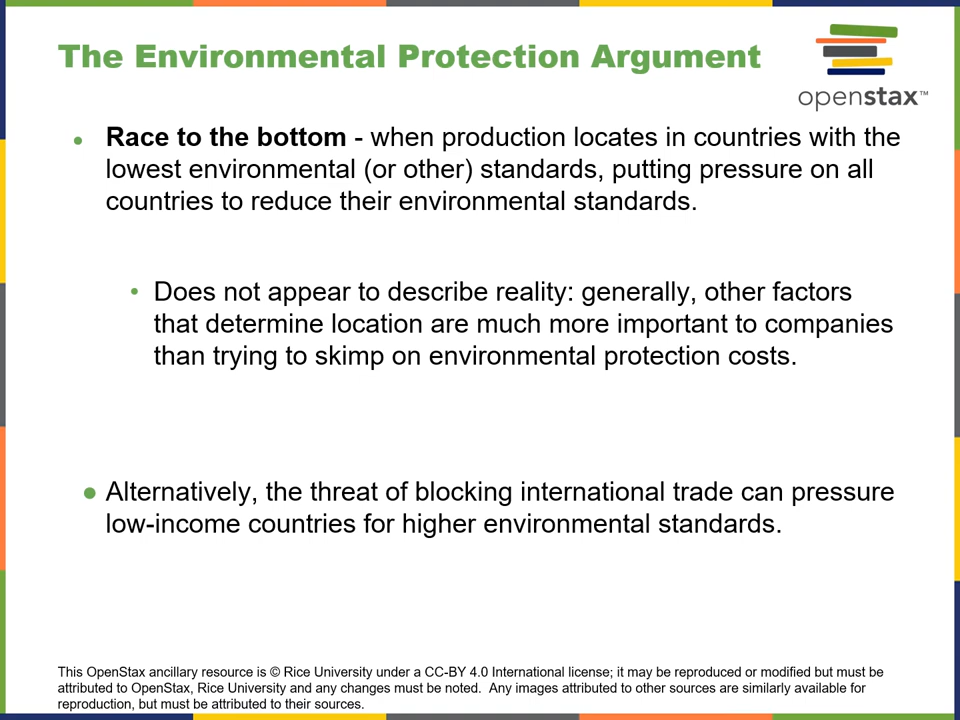 The Environmental Protection Argument
openstax™
● Race to the bottom - when production locates in countries with the
lowest environmental (or other) standards, putting pressure on all
countries to reduce their environmental standards.
• Does not appear to describe reality: generally, other factors
that determine location are much more important to companies
than trying to skimp on environmental protection costs.
● Alternatively, the threat of blocking international trade can pressure
low-income countries for higher environmental standards.
This OpenStax ancillary resource is © Rice University under a CC-BY 4.0 International license; it may be reproduced or modified but must be
attributed to OpenStax, Rice University and any changes must be noted.  Any images attributed to other sources are similarly available for
reproduction, but must be attributed to their sources.